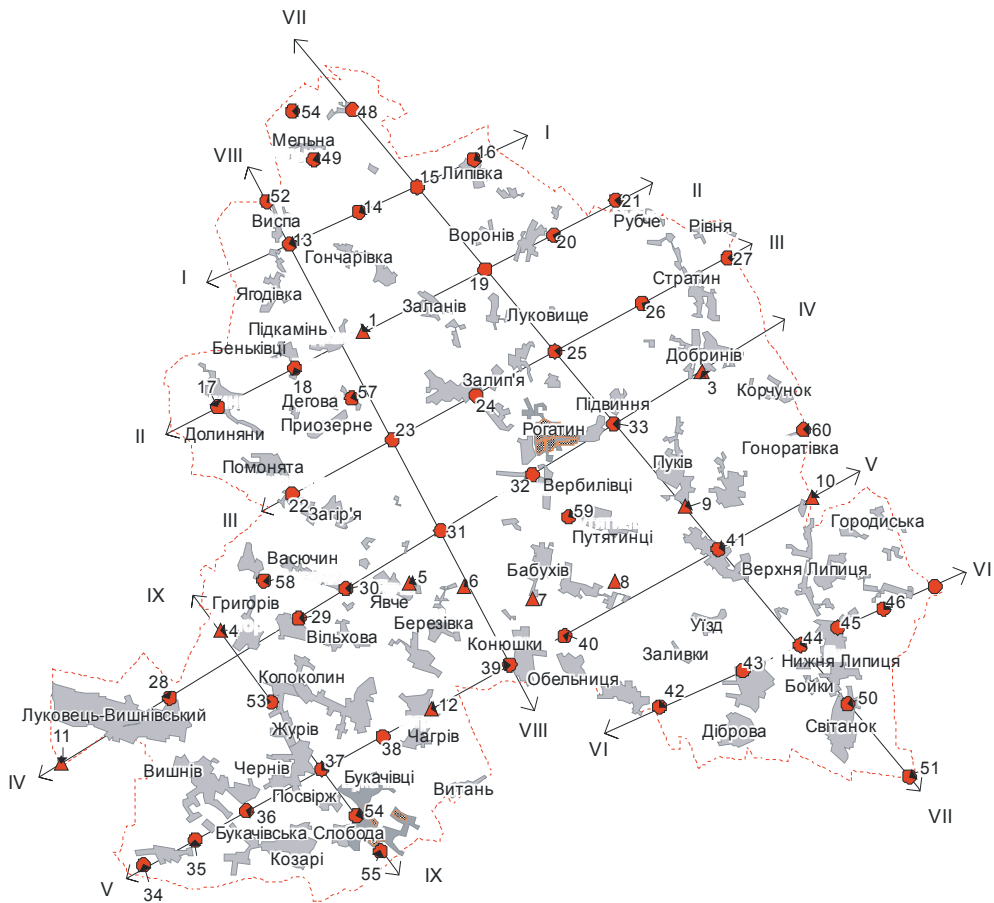 VII
54
48
Мельна
49
VIII
16
I
Липівка
15
52
14
21
II
Виспа
Рубче
Рівня
13
Воронів
20
III
Гончарівка
27
I
19
Стратин
Ягодівка
26
Заланів
Луковище
IV
1
Підкамінь
Беньківці
25
Добринів
18
Залип'я
3
17
57
Корчунок
Дегова
24
Підвиння
Приозерне
23
Рогатин
33
60
II
Долиняни
Гоноратівка
Помонята
Пуків
V
32
Вербилівці
10
22
9
59
III
Загір'я
Городиська
Путятинці
31
41
Васючин
Бабухів
Верхня Липиця
VI
58
5
6
8
30
IX
Явче
7
46
Григорів
29
Березівка
Уїзд
45
14
Вільхова
40
44
Конюшки
Заливки
39
43
Нижня Липиця
Обельниця
Колоколин
Бойки
28
42
53
12
50
Луковець-Вишнівський
Світанок
Журів
VIII
Діброва
11
38
Чагрів
VI
37
IV
Вишнів
Чернів
Букачівці
51
Витань
Посвірж
VII
36
54
Букачівська Слобода
35
Козарі
55
IX
V
34